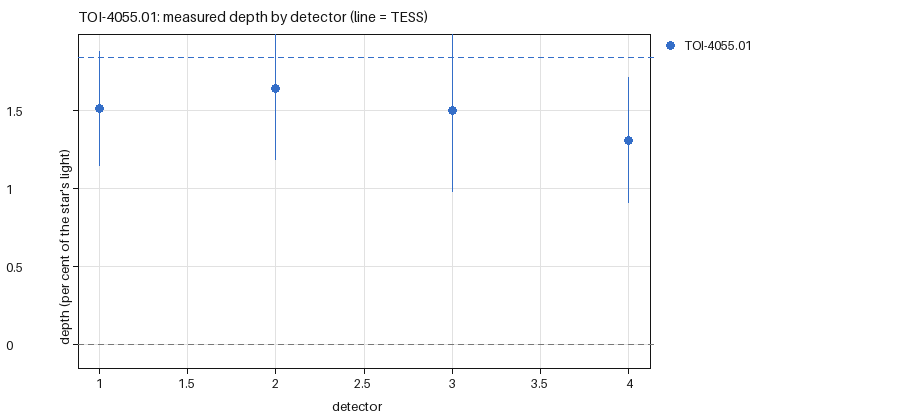 TOI-4055.01: measured depth by detector (line = TESS)
TOI-4055.01
depth (per cent of the star's light)
1.5
1
0.5
0
1 1.5 2 2.5 3 3.5 4
detector